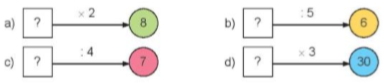 a) ? × 2 8
b) ? : 5 6
c) ? : 4 7
d) ? × 3 30